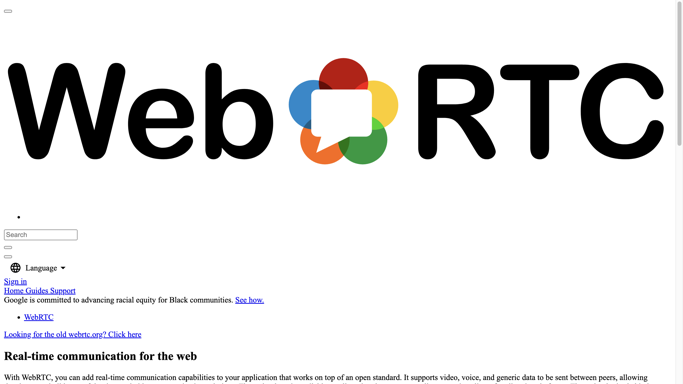 Web RTC
Search
Language
Sign in
Home Guides Support
Google is committed to advancing racial equity for Black communities. See how.
WebRTC
Looking for the old webrtc.org? Click here
Real-time communication for the web
With WebRTC, you can add real-time communication capabilities to your application that works on top of an open standard. It supports video, voice, and generic data to be sent between peers, allowing